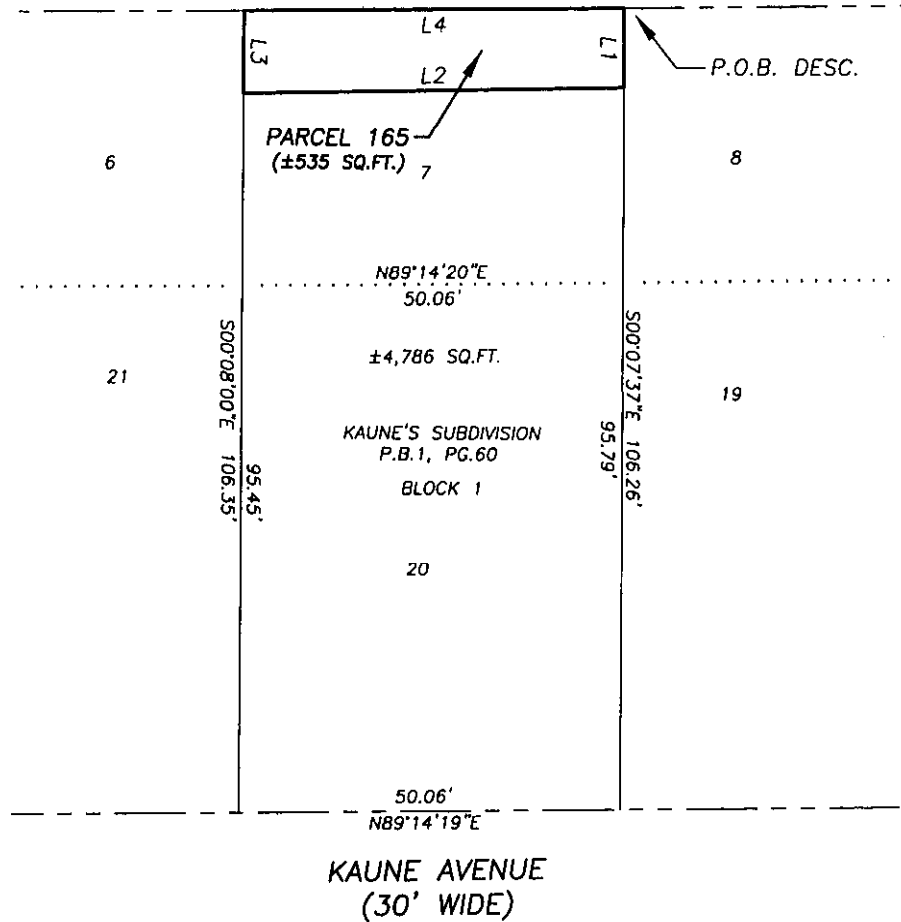 L4
L3
L1
L2
P.O.B. DESC.
PARCEL 165
(±535 SQ.FT.)
6
7
8
N89°14'20"E
50.06'
±4,786 SQ.FT.
21
19
KAUNE'S SUBDIVISION
P.B.1, PG.60
BLOCK 1
S00°08'00"E 106.35'
95.45'
95.79'
S00°07'37"E 106.26'
20
50.06'
N89°14'19"E
KAUNE AVENUE
(30' WIDE)